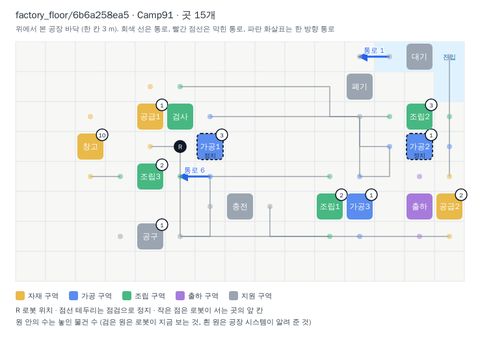 factory_floor/6b6a258ea5 · Camp91 · 곳 15개
위에서 본 공장 바닥 (한 칸 3 m). 회색 선은 통로, 빨간 점선은 막힌 통로, 파란 화살표는 한 방향 통로
통로 1
대기
진입
폐기
공급1 1
검사
조립2 3
창고 10
R
가공1 3
가공2 1
조립3 2
통로 6
충전
조립1 2
가공3 1
출하
공급2 2
공구 1
자재 구역
가공 구역
조립 구역
출하 구역
지원 구역
R 로봇 위치 · 점선 테두리는 점검으로 정지 · 작은 점은 로봇이 서는 곳의 앞 칸
원 안의 수는 놓인 물건 수 (검은 원은 로봇이 지금 보는 것, 흰 원은 공장 시스템이 알려 준 것)